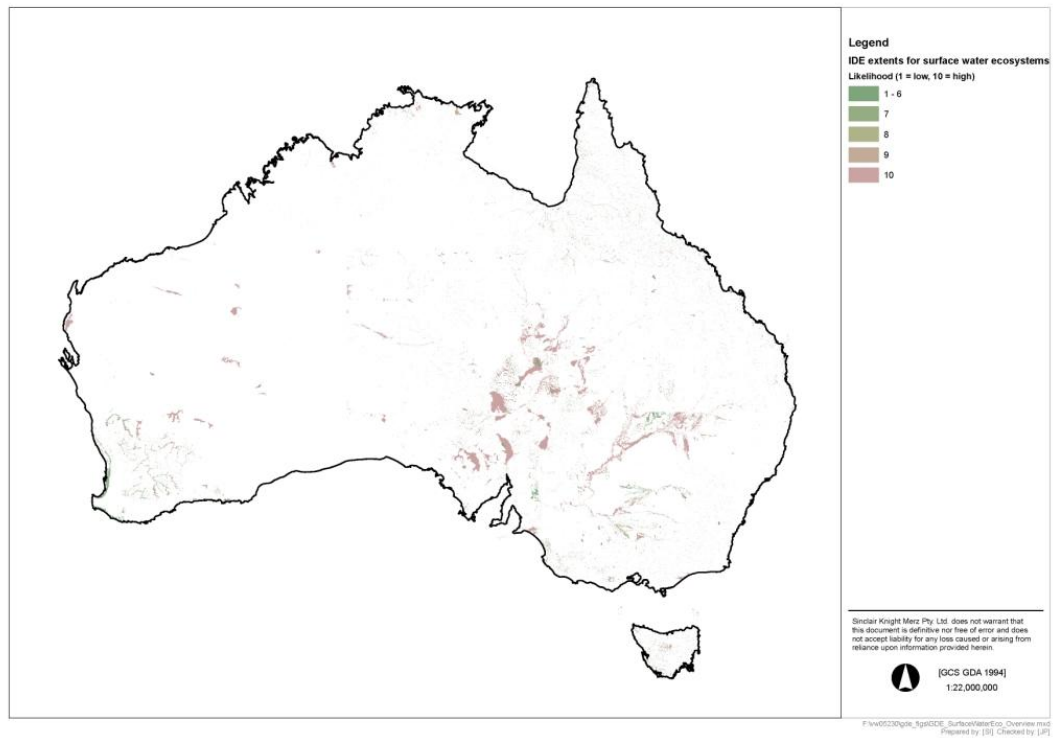 Legend
IDE extents for surface water ecosystems
Likelihood (1 = low, 10 = high)
1 - 6
7
8
9
10
Sinclair Knight Merz Pty. Ltd. does not warrant that
this document is definitive nor free of error and does
not accept liability for any loss caused or arising from
reliance upon information provided herein.
[GCS GDA 1994]
1:22,000,000
Prepared by: [SI] Checked by: [JP]